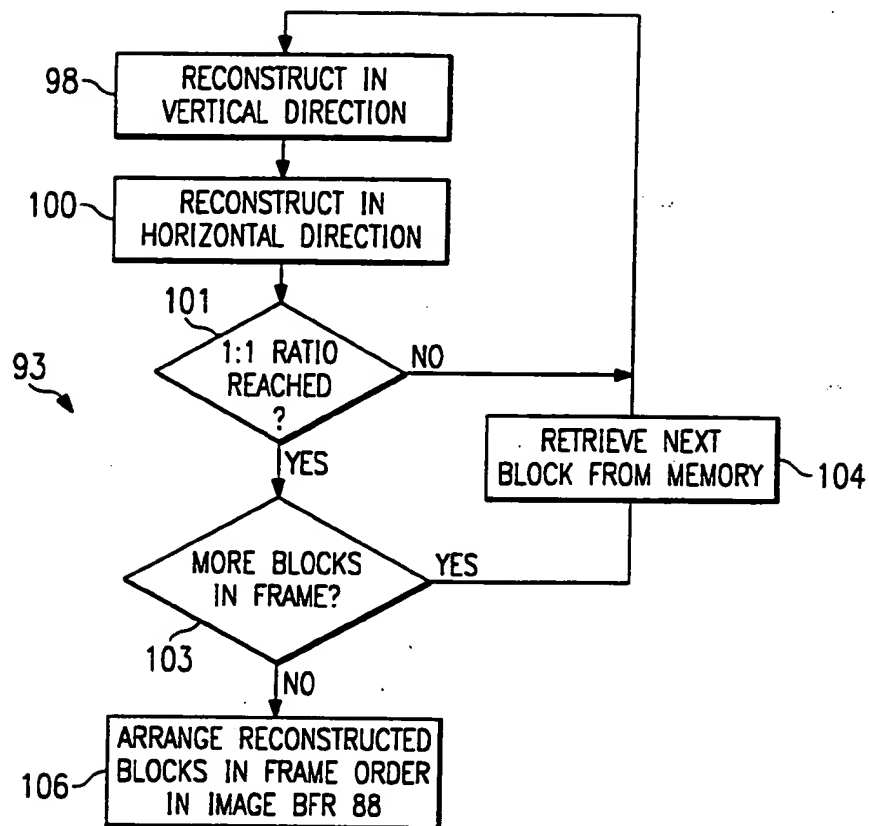 98
RECONSTRUCT IN
VERTICAL DIRECTION
100
RECONSTRUCT IN
HORIZONTAL DIRECTION
101
1:1 RATIO
REACHED
?
NO
93
YES
RETRIEVE NEXT
BLOCK FROM MEMORY
104
MORE BLOCKS
IN FRAME?
YES
103
NO
106
ARRANGE RECONSTRUCTED
BLOCKS IN FRAME ORDER
IN IMAGE BFR 88